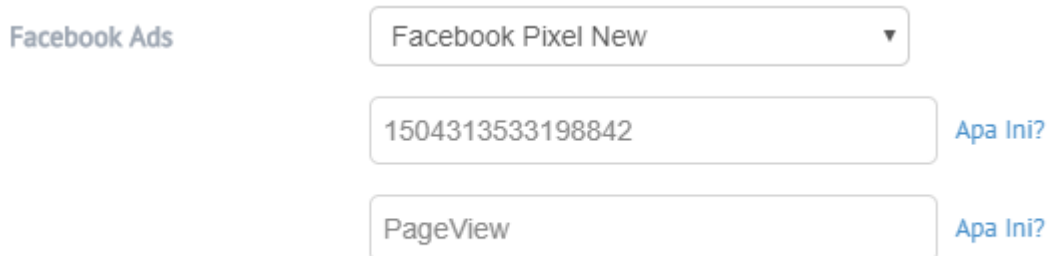 Facebook Ads Facebook Pixel New
1504313533198842 Apa Ini?
PageView Apa Ini?